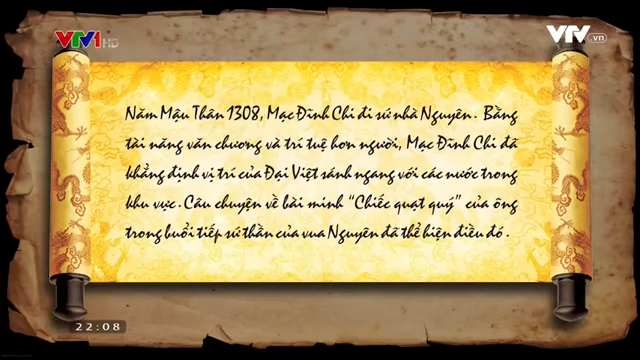 VTV1 HD
VTV.vn
Năm Mậu Thân 1308, Mạc Đĩnh Chi đi sứ nhà Nguyên. Bằng
tài năng văn chương và trí tuệ hơn người, Mạc Đĩnh Chi đã
khẳng định vị trí của Đại Việt sánh ngang với các nước trong
khu vực. Câu chuyện về bài minh "Chiếc quạt quý" của ông
trong buổi tiếp sứ thần của vua Nguyên đã thể hiện điều đó.
22:08